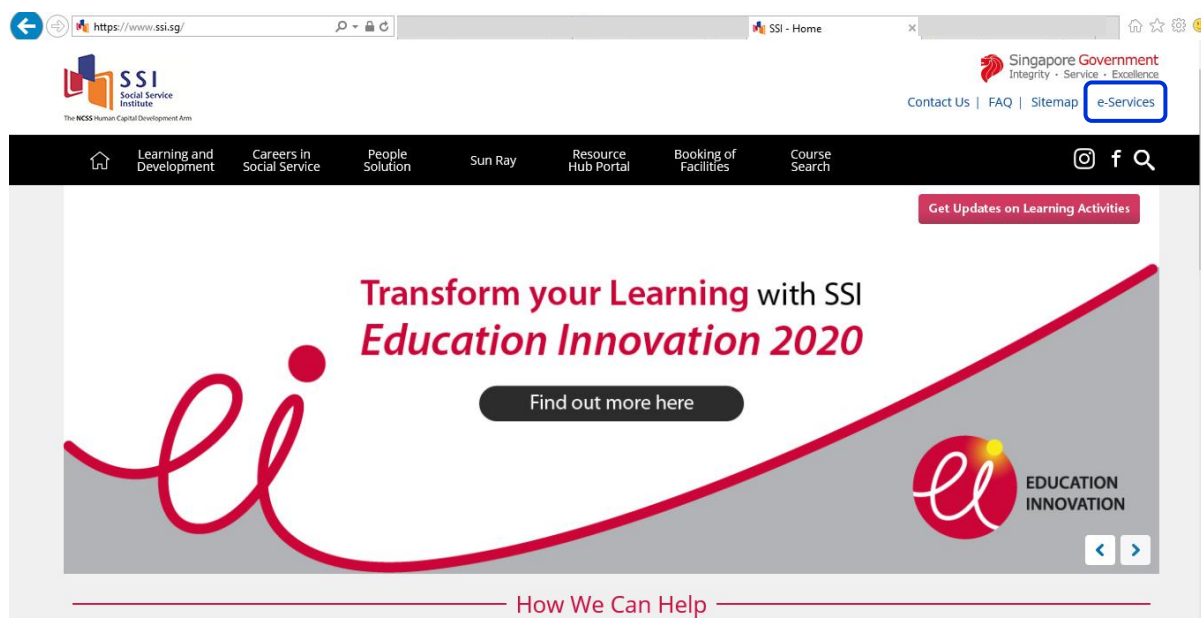 https://www.ssi.sg/
SSI - Home
SSI
Social Service
Institute
The NCSS Human Capital Development Arm
Singapore Government
Integrity · Service · Excellence
Contact Us | FAQ | Sitemap
e-Services
Learning and
Development
Careers in
Social Service
People
Solution
Sun Ray
Resource
Hub Portal
Booking of
Facilities
Course
Search
Get Updates on Learning Activities
Transform your Learning with SSI
Education Innovation 2020
Find out more here
ei
ei
EDUCATION
INNOVATION
How We Can Help